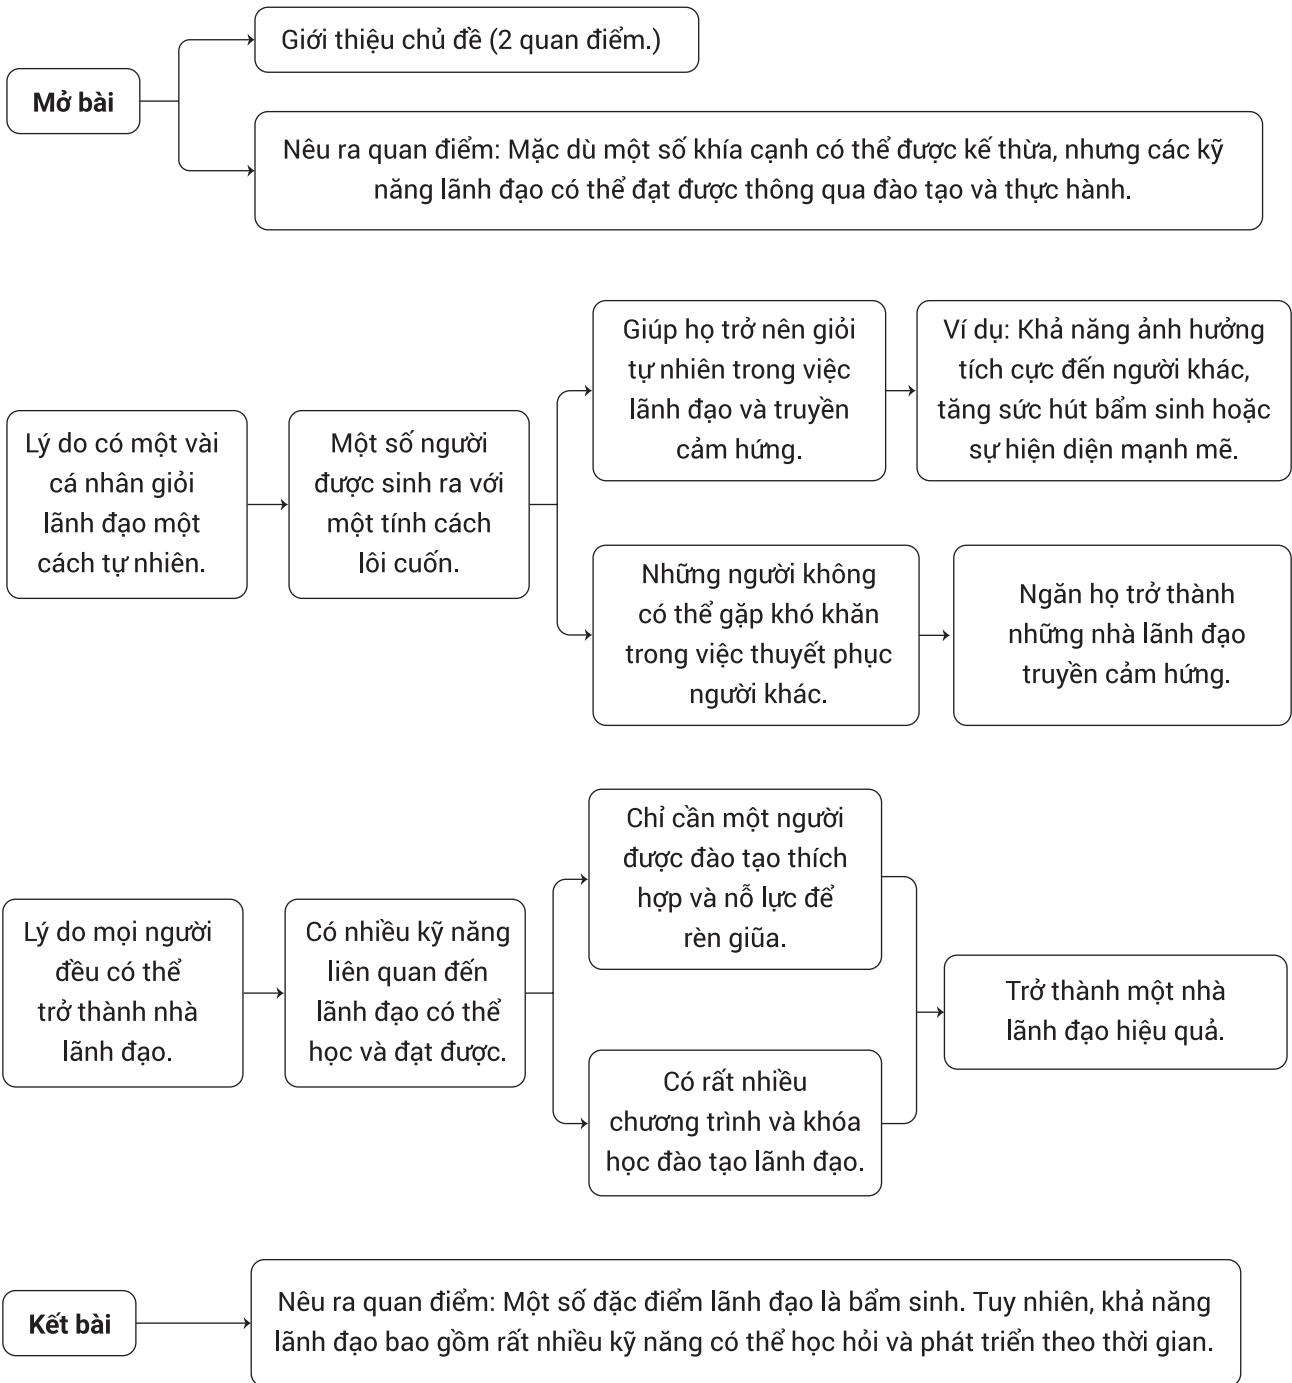 Giới thiệu chủ đề (2 quan điểm.)
Mở bài
Nêu ra quan điểm: Mặc dù một số khía cạnh có thể được kế thừa, nhưng các kỹ
năng lãnh đạo có thể đạt được thông qua đào tạo và thực hành.
Lý do có một vài
cá nhân giỏi
lãnh đạo một
cách tự nhiên.
Một số người
được sinh ra với
một tính cách
lôi cuốn.
Giúp họ trở nên giỏi
tự nhiên trong việc
lãnh đạo và truyền
cảm hứng.
Ví dụ: Khả năng ảnh hưởng
tích cực đến người khác,
tăng sức hút bẩm sinh hoặc
sự hiện diện mạnh mẽ.
Những người không
có thể gặp khó khăn
trong việc thuyết phục
người khác.
Ngăn họ trở thành
những nhà lãnh đạo
truyền cảm hứng.
Lý do mọi người
đều có thể
trở thành nhà
lãnh đạo.
Có nhiều kỹ năng
liên quan đến
lãnh đạo có thể
học và đạt được.
Chỉ cần một người
được đào tạo thích
hợp và nỗ lực để
rèn giũa.
Có rất nhiều
chương trình và khóa
học đào tạo lãnh đạo.
Trở thành một nhà
lãnh đạo hiệu quả.
Kết bài
Nêu ra quan điểm: Một số đặc điểm lãnh đạo là bẩm sinh. Tuy nhiên, khả năng
lãnh đạo bao gồm rất nhiều kỹ năng có thể học hỏi và phát triển theo thời gian.